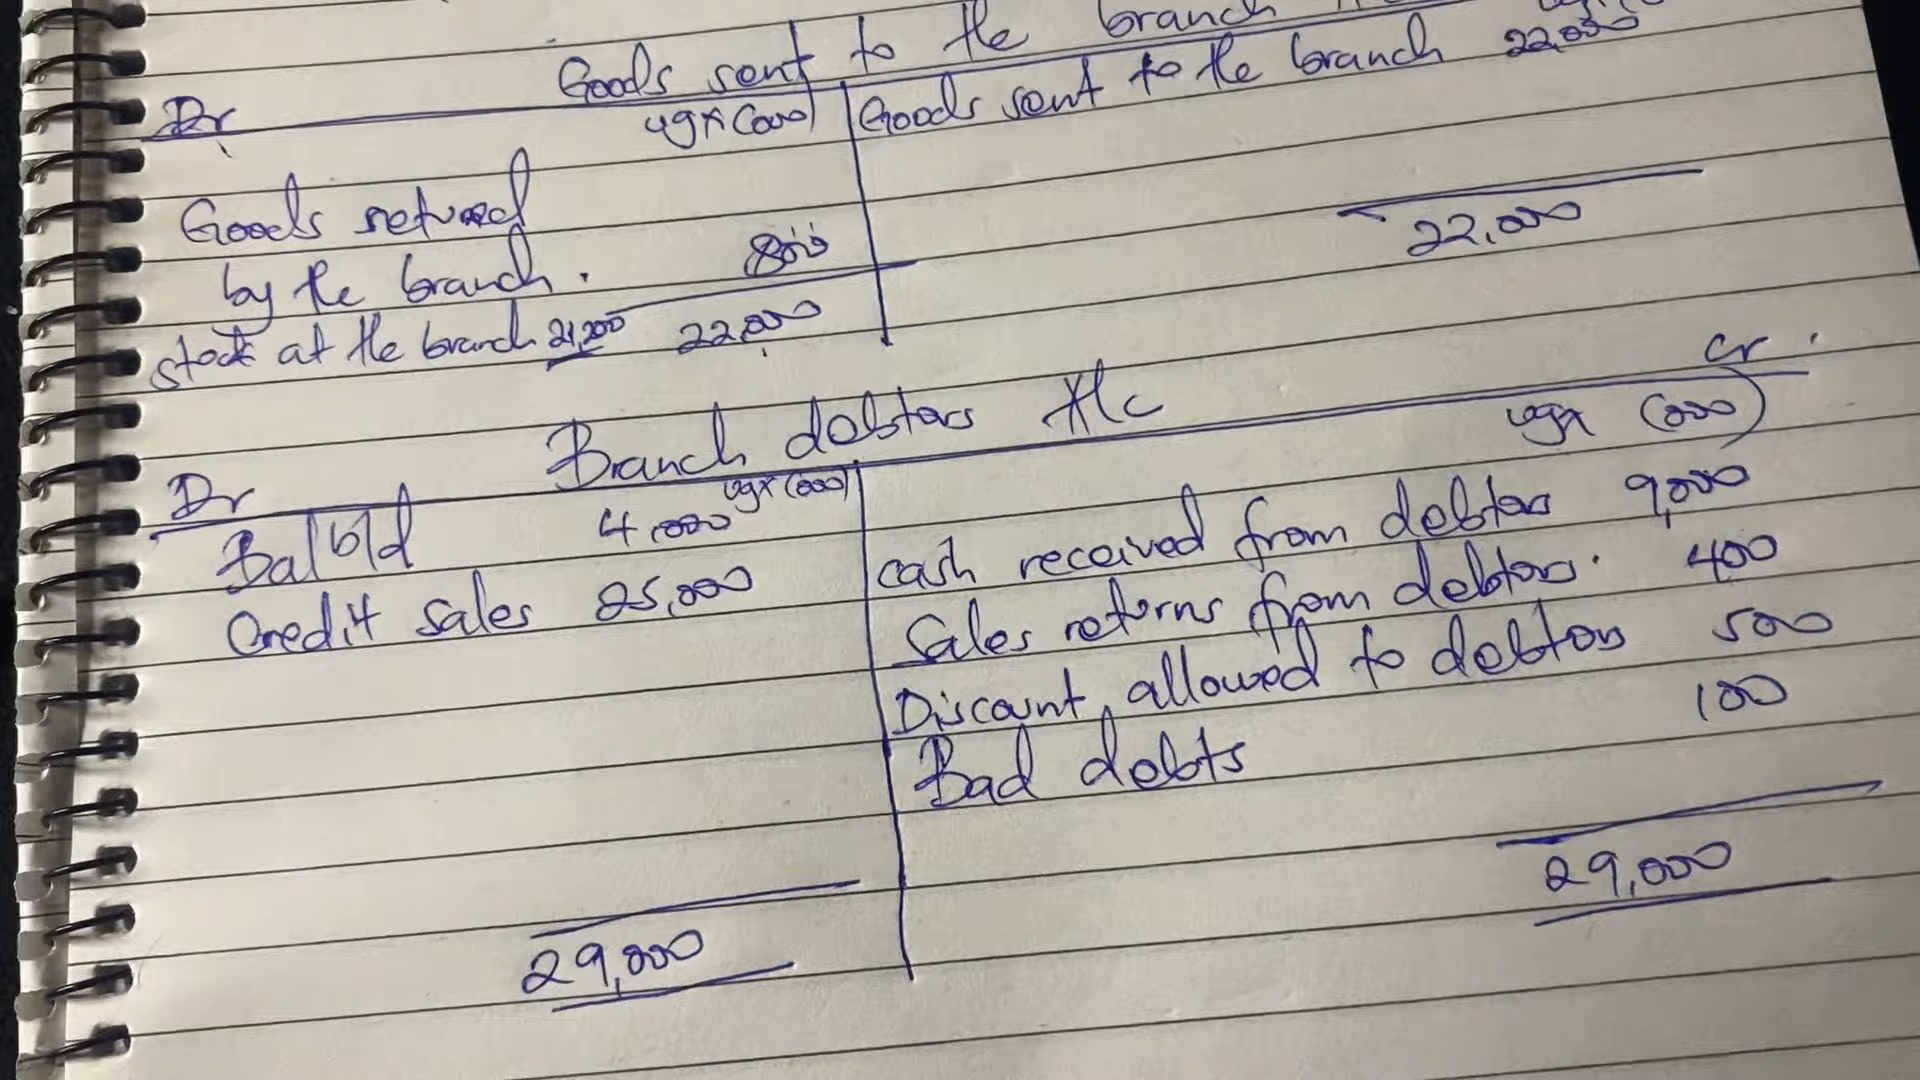 Goods sent to the branch
Dr ugx (000) Goods sent to the branch 22,000
Goods retured
by the branch. 800
22,000
stock at the branch 21,200 22,000
Cr.
Branch debtors A/c
Dr ugx (000) ugx (000)
Bal b/d 4,000 cash received from debtors 9,000
Credit sales 25,000 Sales returns from debtors. 400
Discount allowed to debtors 500
Bad debts 100
29,000 29,000